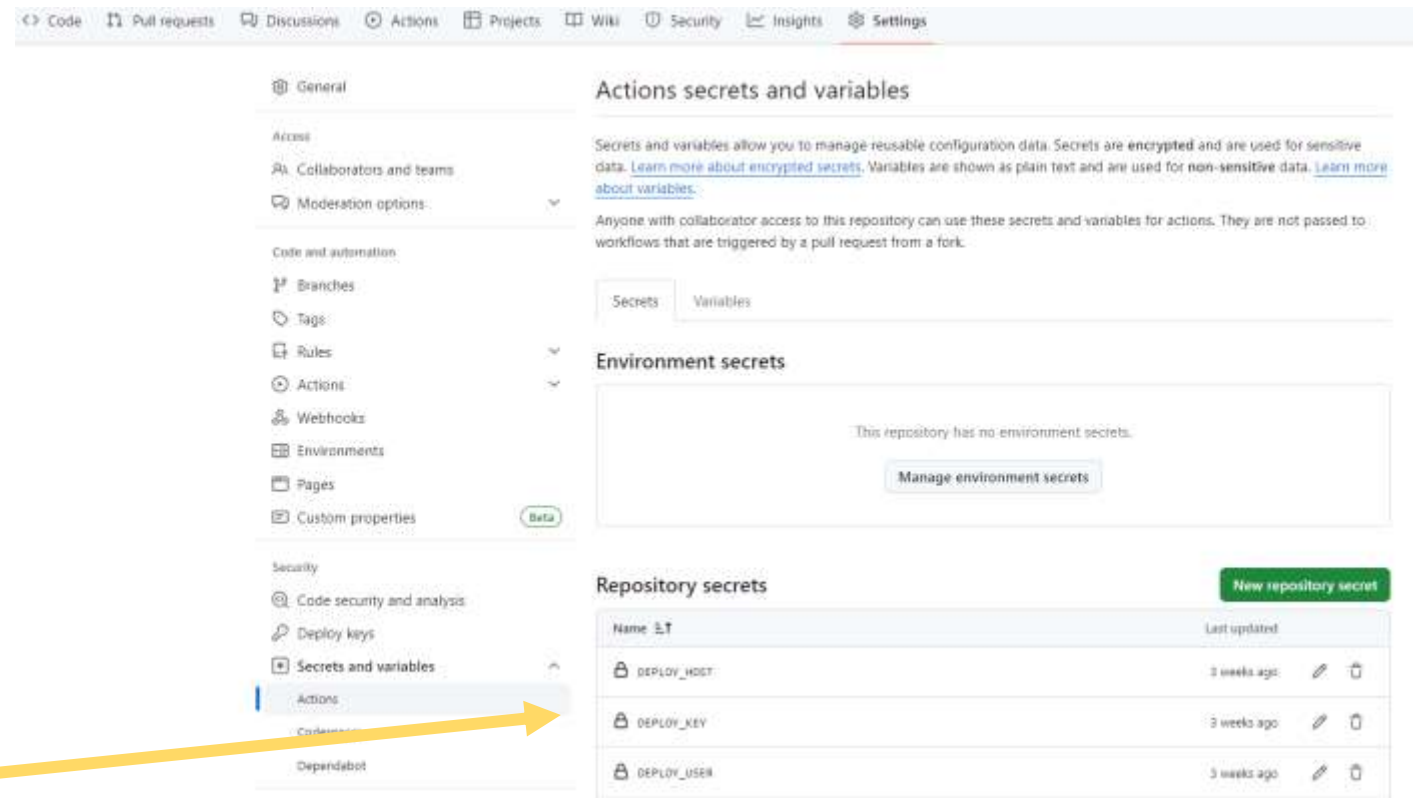 Code Pull requests Discussions Actions Projects Wiki Security Insights Settings
General
Access
Collaborators and teams
Moderation options
Code and automation
Branches
Tags
Rules
Actions
Webhooks
Environments
Pages
Custom properties Beta
Security
Code security and analysis
Deploy keys
Secrets and variables
Actions
Dependabot
Actions secrets and variables
Secrets and variables allow you to manage reusable configuration data. Secrets are encrypted and are used for sensitive
data. Learn more about encrypted secrets. Variables are shown as plain text and are used for non-sensitive data. Learn more
about variables.
Anyone with collaborator access to this repository can use these secrets and variables for actions. They are not passed to
workflows that are triggered by a pull request from a fork.
Secrets Variables
Environment secrets
This repository has no environment secrets.
Manage environment secrets
Repository secrets New repository secret
Name Last updated
DEPLOY_HOST 3 weeks ago
DEPLOY_KEY 3 weeks ago
DEPLOY_USER 3 weeks ago